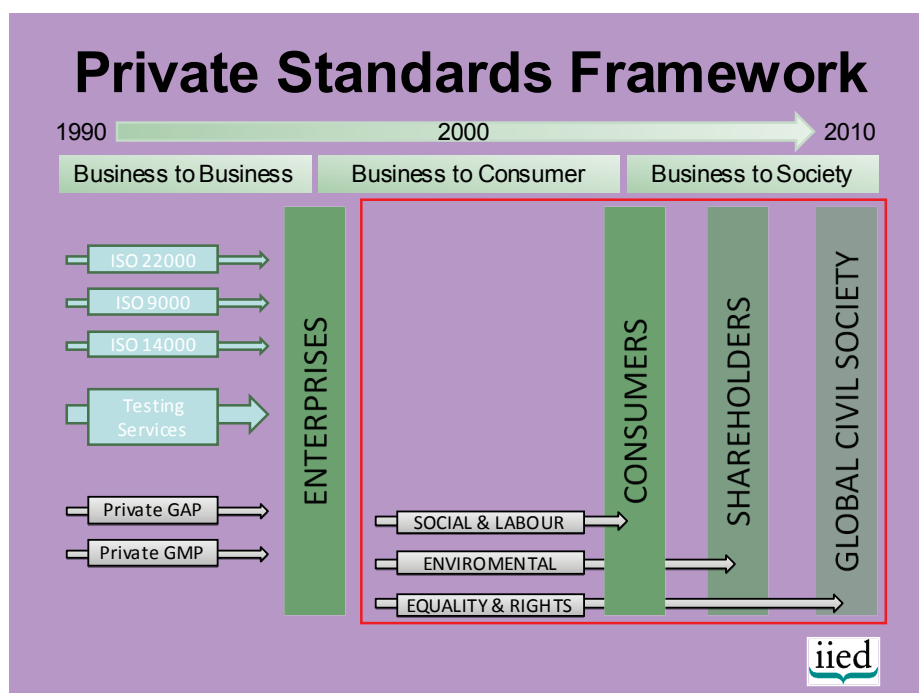 Private Standards Framework
1990 2000 2010
Business to Business Business to Consumer Business to Society
ISO 22000
ISO 9000
ISO 14000
Testing
Services
Private GAP
Private GMP
ENTERPRISES
SOCIAL & LABOUR
ENVIROMENTAL
EQUALITY & RIGHTS
CONSUMERS
SHAREHOLDERS
GLOBAL CIVIL SOCIETY
iied